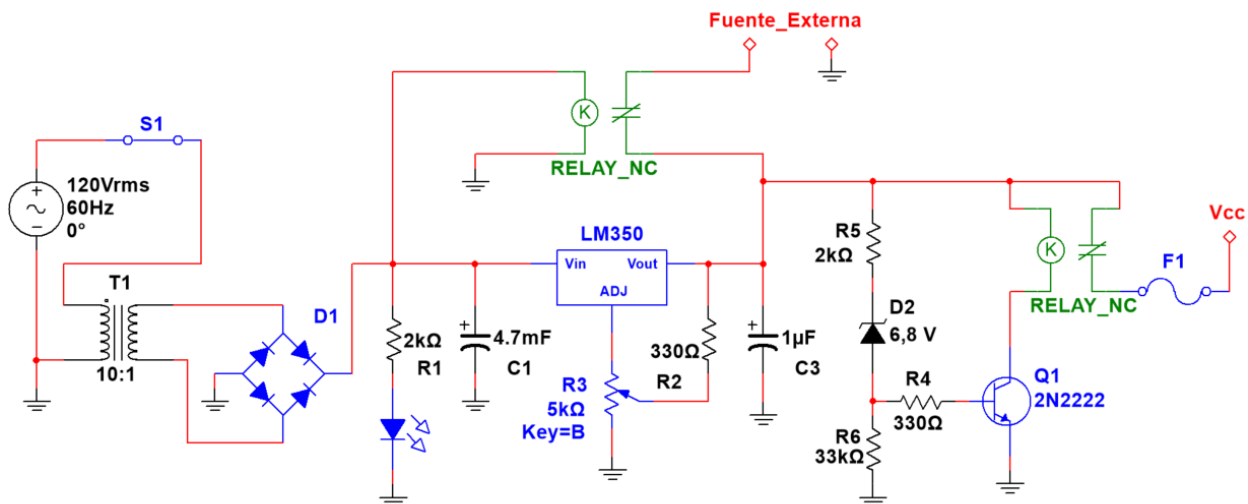 Fuente_Externa
S1
K
RELAY_NC
120Vrms
60Hz
0°
Vcc
LM350
Vin
Vout
ADJ
R5
2kΩ
K
F1
RELAY_NC
T1
10:1
D1
D2
6,8 V
2kΩ
R1
4.7mF
C1
330Ω
R2
1µF
C3
R3
5kΩ
Key=B
R4
330Ω
Q1
2N2222
R6
33kΩ